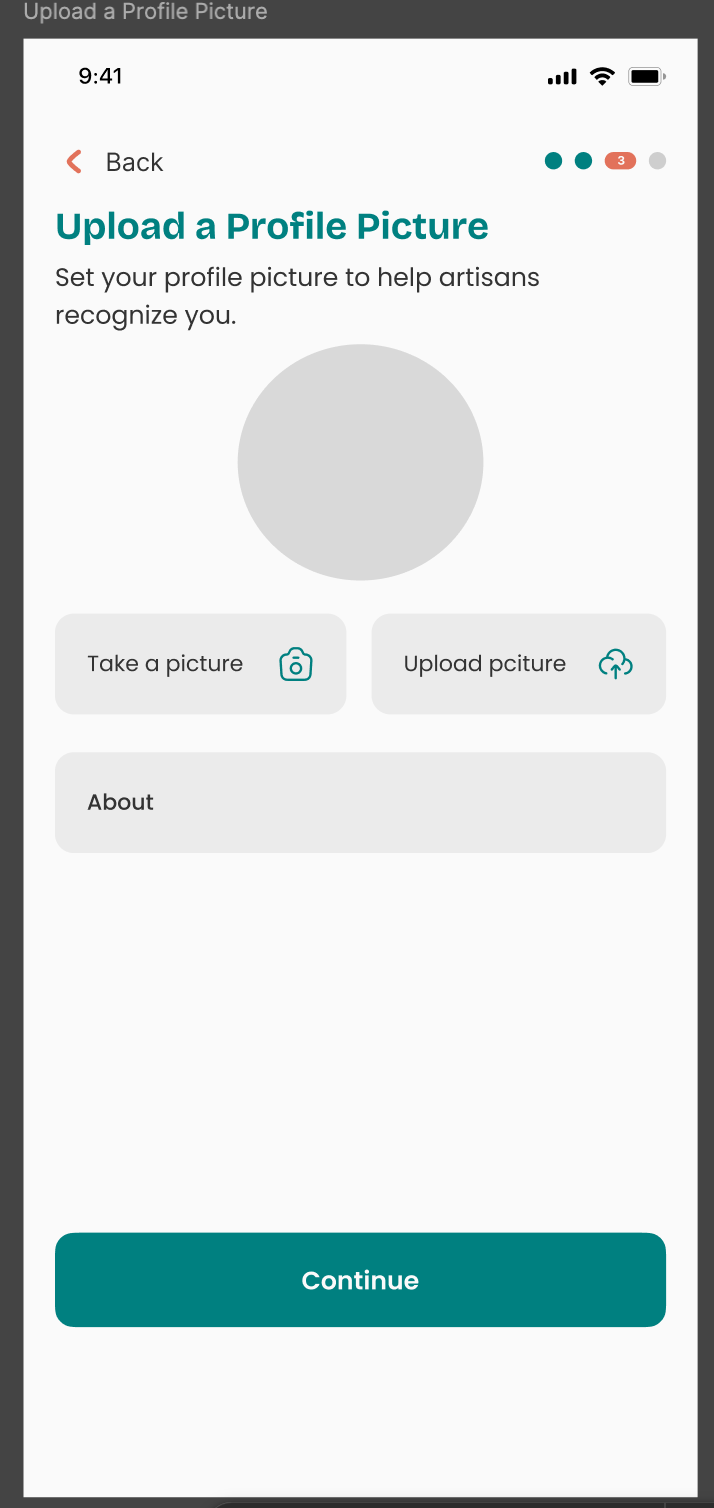 Upload a Profile Picture
9:41
Back
3
Upload a Profile Picture
Set your profile picture to help artisans
recognize you.
Take a picture
Upload pciture
About
Continue